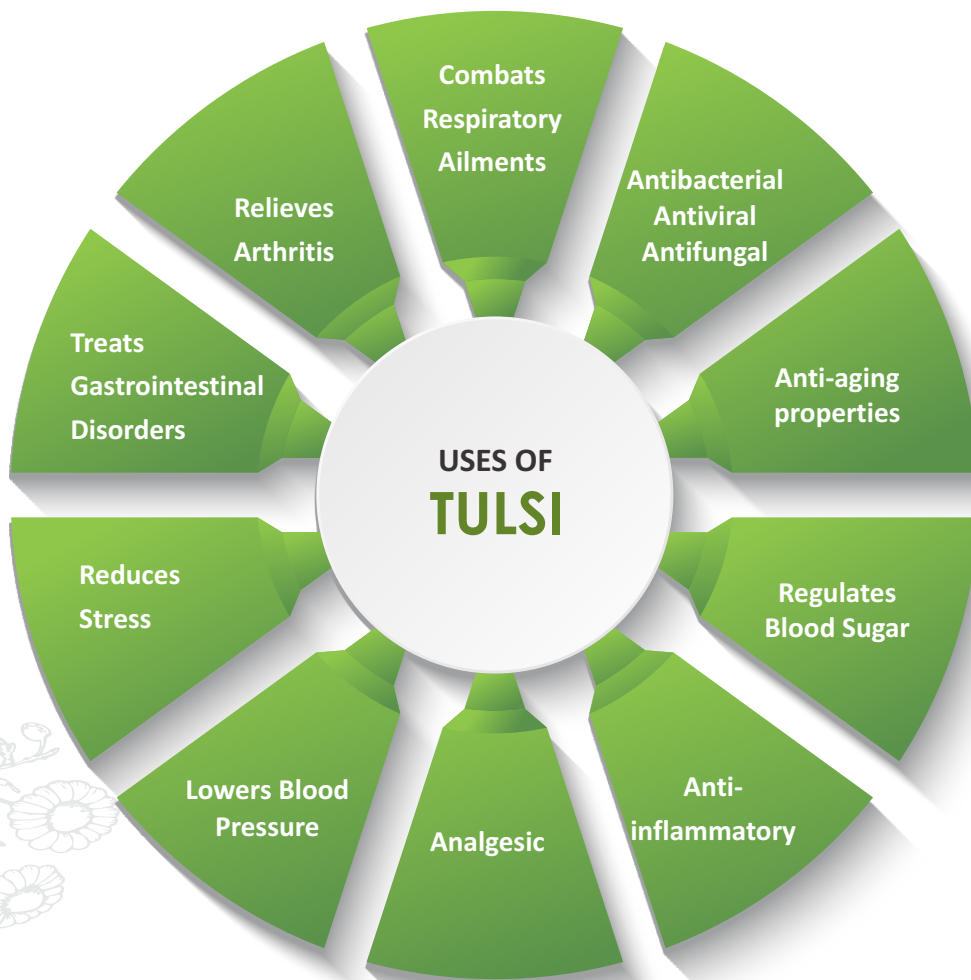 USES OF
TULSI
Combats
Respiratory
Ailments
Antibacterial
Antiviral
Antifungal
Anti-aging
properties
Regulates
Blood Sugar
Anti-
inflammatory
Analgesic
Lowers Blood
Pressure
Reduces
Stress
Treats
Gastrointestinal
Disorders
Relieves
Arthritis